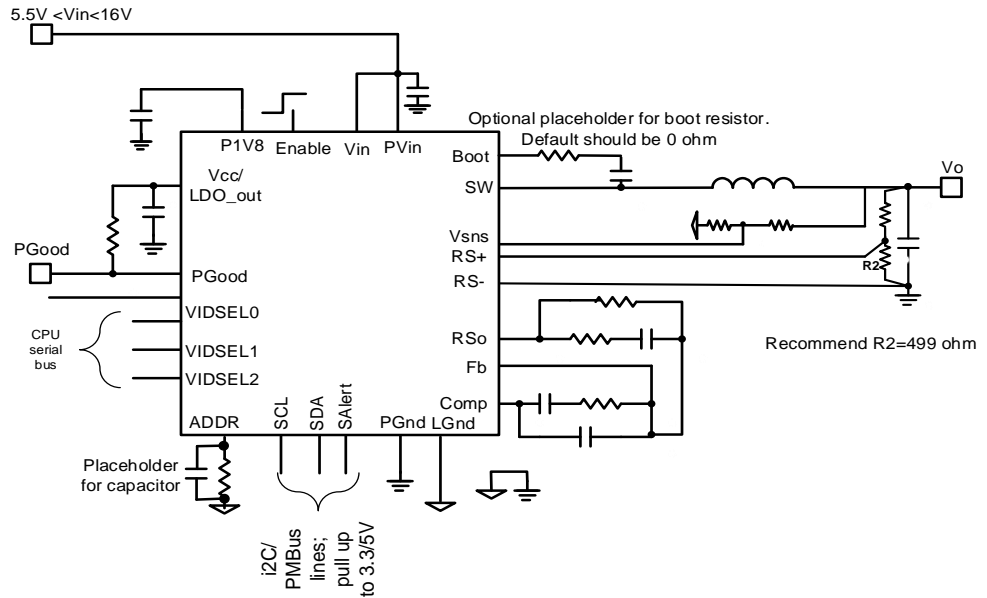 5.5V <Vin<16V
Optional placeholder for boot resistor.
Default should be 0 ohm
P1V8
Enable
Vin
PVin
Boot
Vo
Vcc/
LDO_out
SW
Vsns
PGood
RS+
R2
PGood
RS-
VIDSEL0
CPU
serial
bus
RSo
Recommend R2=499 ohm
VIDSEL1
Fb
VIDSEL2
Comp
ADDR
SCL
SDA
SAlert
PGnd
LGnd
Placeholder
for capacitor
i2C/
PMBus
lines;
pull up
to 3.3/5V